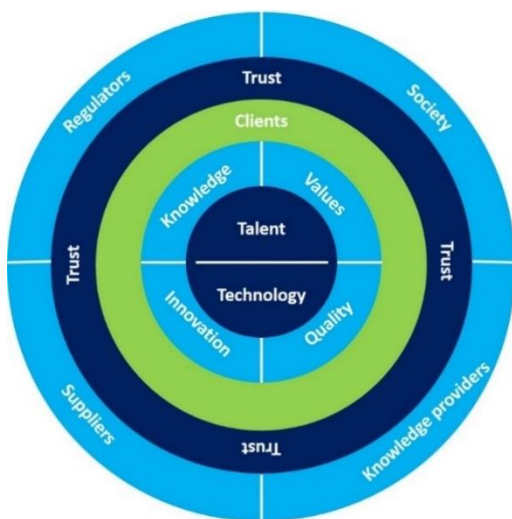 Trust
Regulators
Society
Clients
Knowledge
Values
Talent
Trust
Trust
Technology
Innovation
Quality
Suppliers
Knowledge providers
Trust